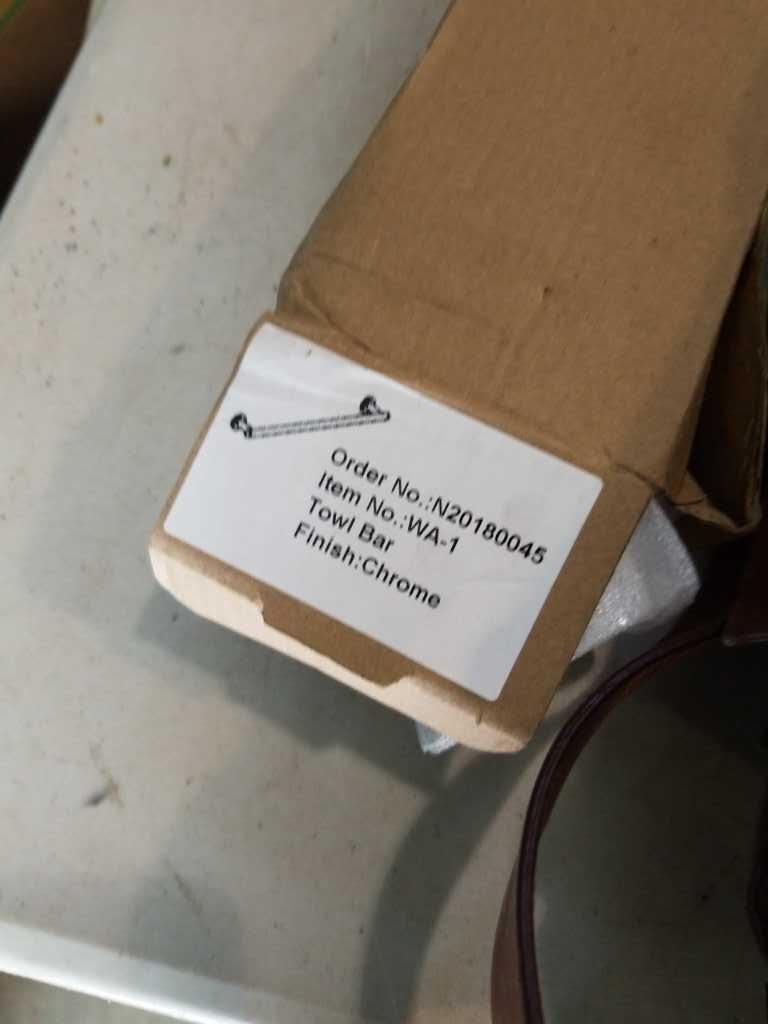 Order No.:N20180045
Item No.:WA-1
Towl Bar
Finish:Chrome